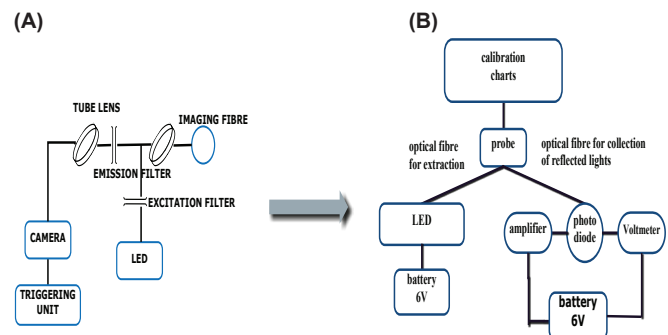 (A)
TUBE LENS
IMAGING FIBRE
EMISSION FILTER
EXCITATION FILTER
CAMERA
LED
TRIGGERING
UNIT
(B)
calibration
charts
optical fibre
for extraction
probe
optical fibre for collection
of reflected lights
LED
battery
6V
amplifier
photo
diode
Voltmeter
battery
6V